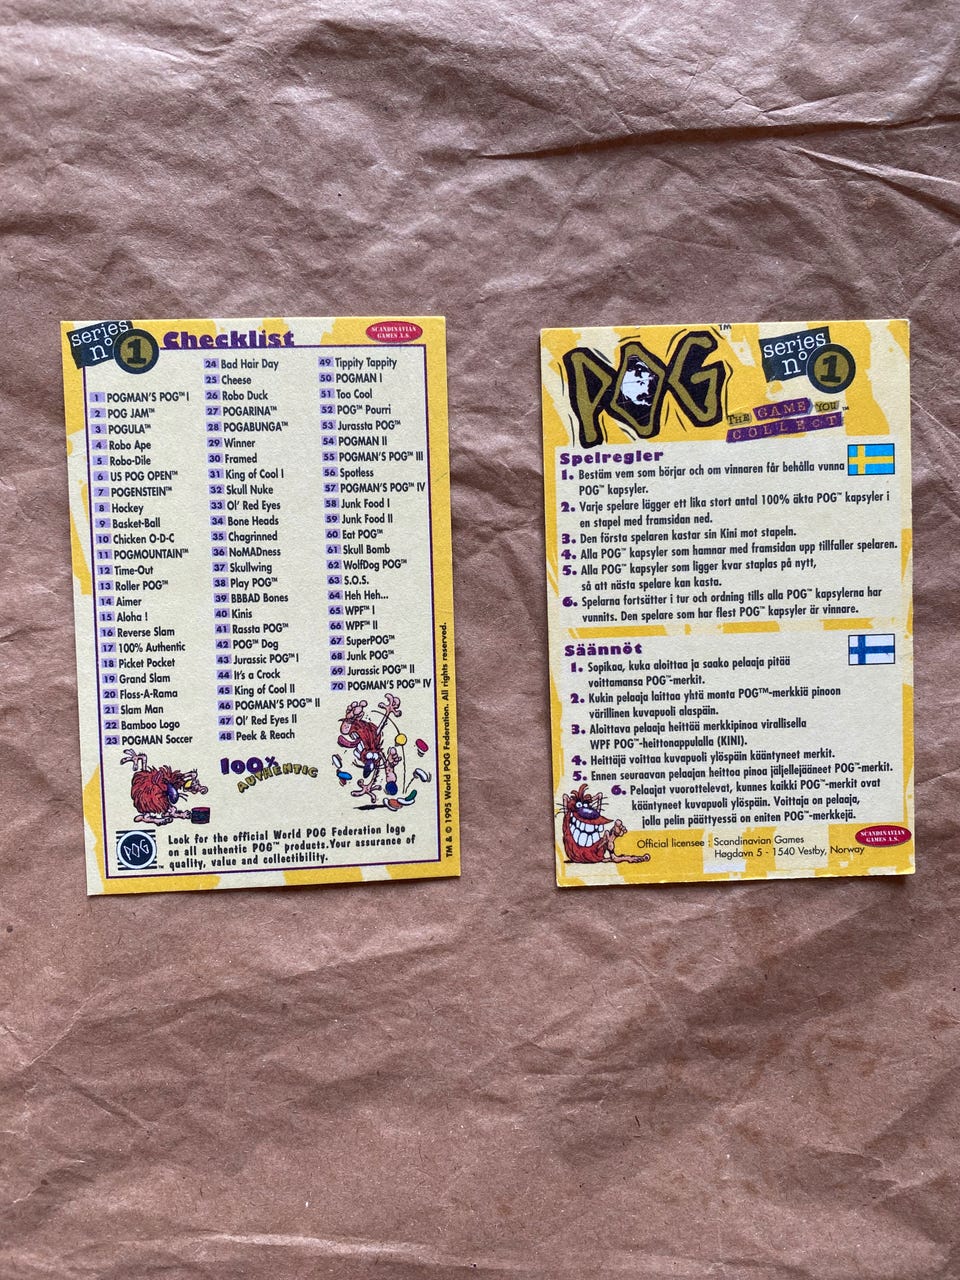 series
n° 1
Checklist
SCANDINAVIAN
GAMES A.S.
1 POGMAN'S POG™ I
2 POG JAM™
3 POGULA™
4 Robo Ape
5 Robo-Dile
6 US POG OPEN™
7 POGENSTEIN™
8 Hockey
9 Basket-Ball
10 Chicken O-D-C
11 POGMOUNTAIN™
12 Time-Out
13 Roller POG™
14 Aimer
15 Aloha !
16 Reverse Slam
17 100% Authentic
18 Picket Pocket
19 Grand Slam
20 Floss-A-Rama
21 Slam Man
22 Bamboo Logo
23 POGMAN Soccer
24 Bad Hair Day
25 Cheese
26 Robo Duck
27 POGARINA™
28 POGABUNGA™
29 Winner
30 Framed
31 King of Cool I
32 Skull Nuke
33 Ol' Red Eyes
34 Bone Heads
35 Chagrinned
36 NoMADness
37 Skullwing
38 Play POG™
39 BBBAD Bones
40 Kinis
41 Rassta POG™
42 POG™ Dog
43 Jurassic POG™ I
44 It's a Crock
45 King of Cool II
46 POGMAN'S POG™ II
47 Ol' Red Eyes II
48 Peek & Reach
49 Tippity Tappity
50 POGMAN I
51 Too Cool
52 POG™ Pourri
53 Jurassta POG™
54 POGMAN II
55 POGMAN'S POG™ III
56 Spotless
57 POGMAN'S POG™ IV
58 Junk Food I
59 Junk Food II
60 Eat POG™
61 Skull Bomb
62 WolfDog POG™
63 S.O.S.
64 Heh Heh...
65 WPF™ I
66 WPF™ II
67 SuperPOG™
68 Junk POG™
69 Jurassic POG™ II
70 POGMAN'S POG™ IV
100%
AUTHENTIC
POG
™
Look for the official World POG Federation logo
on all authentic POG™ products.Your assurance of
quality, value and collectibility.
TM & © 1995 World POG Federation. All rights reserved.
POG™
series
n° 1
THE GAME YOU™
COLLECT
Spelregler
1. Bestäm vem som börjar och om vinnaren får behålla vunna
POG™ kapsyler.
2. Varje spelare lägger ett lika stort antal 100% äkta POG™ kapsyler i
en stapel med framsidan ned.
3. Den första spelaren kastar sin Kini mot stapeln.
4. Alla POG™ kapsyler som hamnar med framsidan upp tillfaller spelaren.
5. Alla POG™ kapsyler som ligger kvar staplas på nytt,
så att nästa spelare kan kasta.
6. Spelarna fortsätter i tur och ordning tills alla POG™ kapsylerna har
vunnits. Den spelare som har flest POG™ kapsyler är vinnare.
Säännöt
1. Sopikaa, kuka aloittaa ja saako pelaaja pitää
voittamansa POG™-merkit.
2. Kukin pelaaja laittaa yhtä monta POG™-merkkiä pinoon
värillinen kuvapuoli alaspäin.
3. Aloittava pelaaja heittää merkkipinoa virallisella
WPF POG™-heittonappulalla (KINI).
4. Heittäjä voittaa kuvapuoli ylöspäin kääntyneet merkit.
5. Ennen seuraavan pelaajan heittoa pinoa jäljellejääneet POG™-merkit.
6. Pelaajat vuorottelevat, kunnes kaikki POG™-merkit ovat
kääntyneet kuvapuoli ylöspäin. Voittaja on pelaaja,
jolla pelin päättyessä on eniten POG™-merkkejä.
Official licensee : Scandinavian Games
Høgdavn 5 - 1540 Vestby, Norway
SCANDINAVIAN
GAMES A.S.